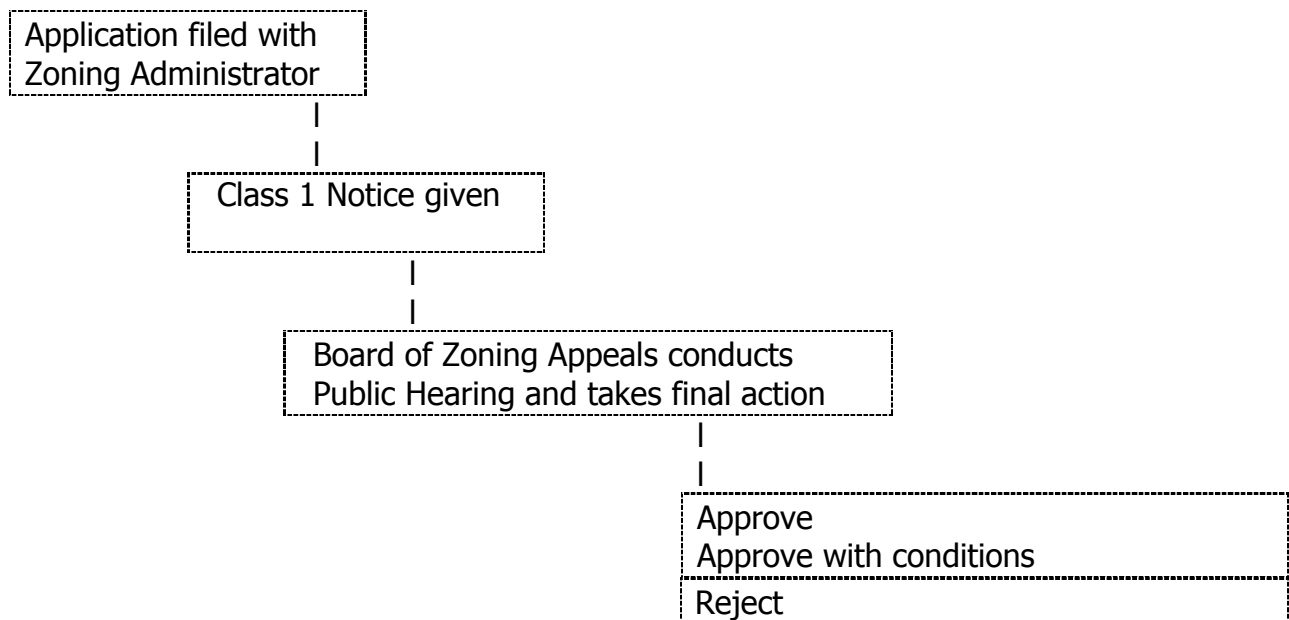 Application filed with
Zoning Administrator
Class 1 Notice given
Board of Zoning Appeals conducts
Public Hearing and takes final action
Approve
Approve with conditions
Reject